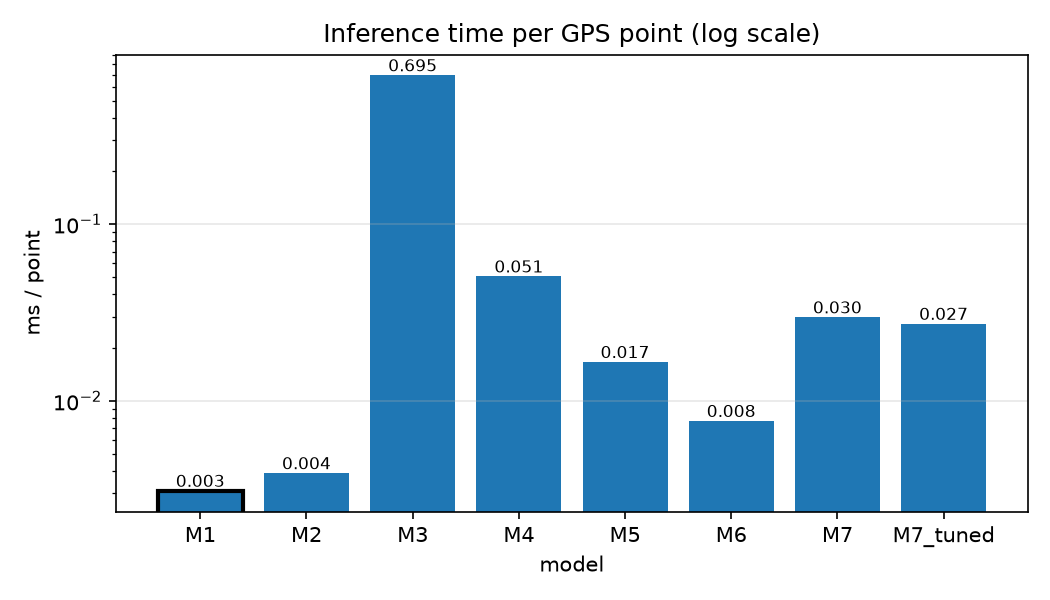 Inference time per GPS point (log scale)
0.695
10⁻¹
0.051
0.030
0.027
0.017
10⁻²
0.008
0.004
0.003
ms / point
M1 M2 M3 M4 M5 M6 M7 M7_tuned
model